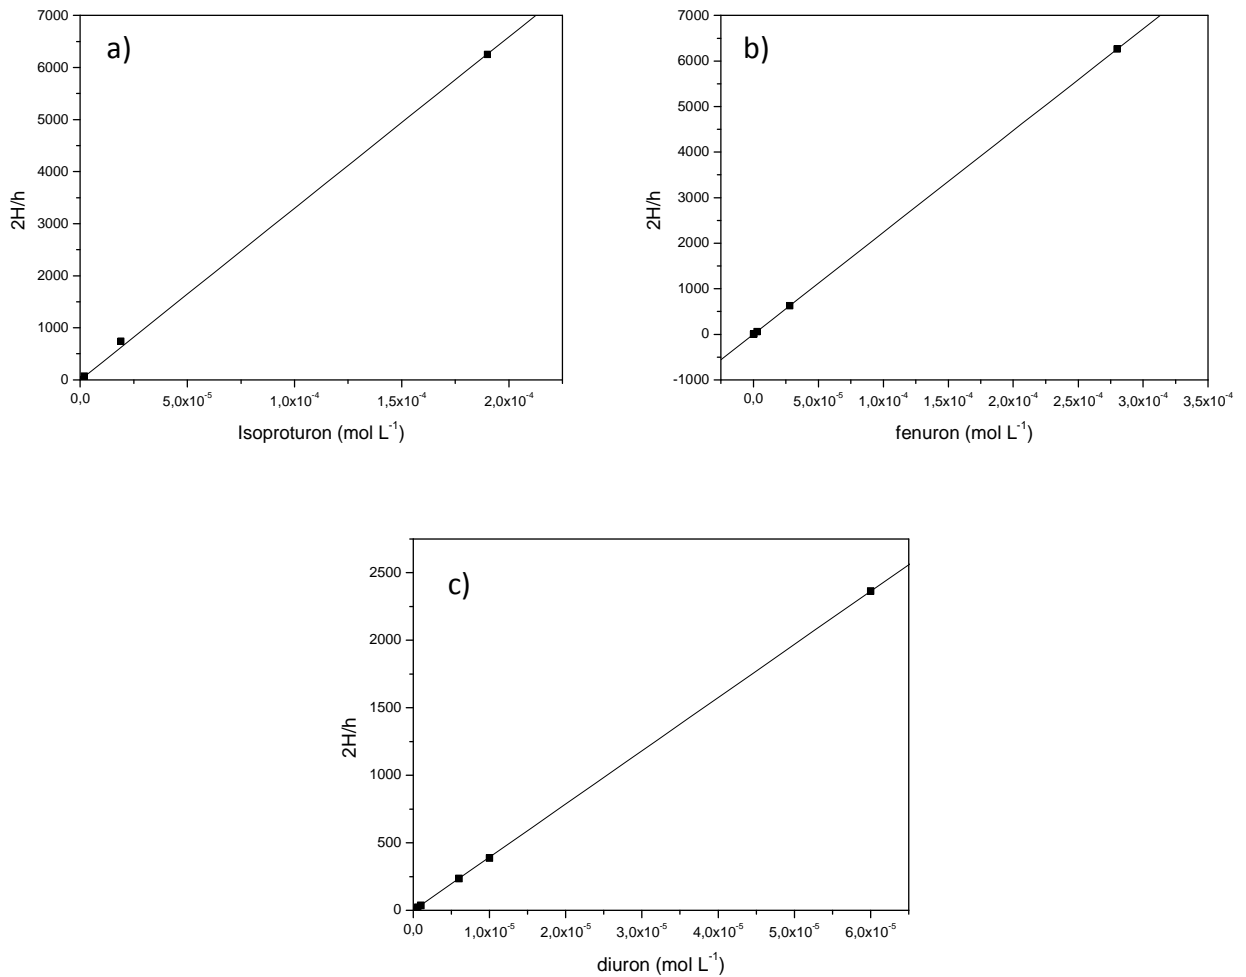 a)
7000
6000
5000
4000
3000
2000
1000
0
2H/h
0,0
5,0x10⁻⁵
1,0x10⁻⁴
1,5x10⁻⁴
2,0x10⁻⁴
Isoproturon (mol L⁻¹)
b)
7000
6000
5000
4000
3000
2000
1000
0
-1000
2H/h
0,0
5,0x10⁻⁵
1,0x10⁻⁴
1,5x10⁻⁴
2,0x10⁻⁴
2,5x10⁻⁴
3,0x10⁻⁴
3,5x10⁻⁴
fenuron (mol L⁻¹)
c)
2500
2000
1500
1000
500
0
2H/h
0,0
1,0x10⁻⁵
2,0x10⁻⁵
3,0x10⁻⁵
4,0x10⁻⁵
5,0x10⁻⁵
6,0x10⁻⁵
diuron (mol L⁻¹)